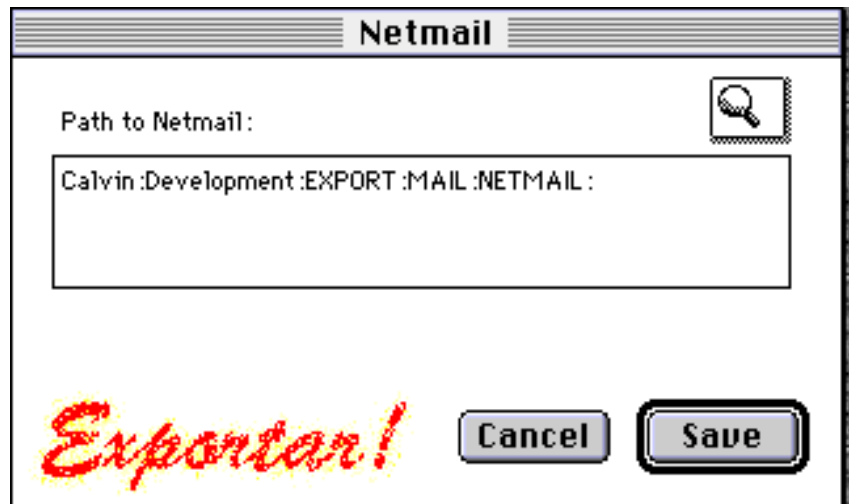 Netmail
Path to Netmail:
Calvin:Development:EXPORT:MAIL:NETMAIL:
Exportar!
Cancel
Save